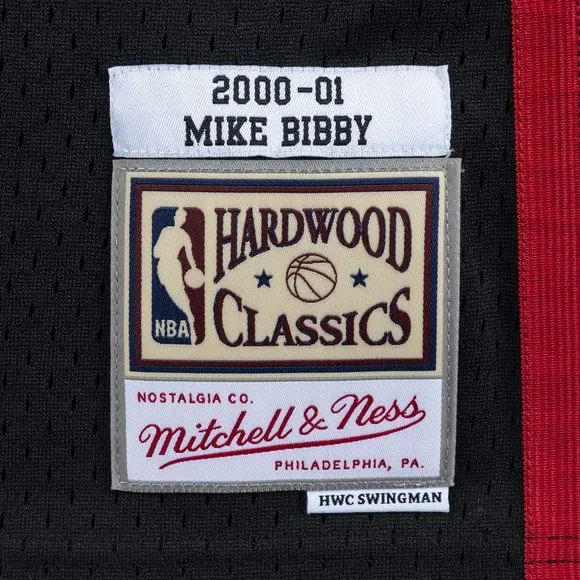 2000-01
MIKE BIBBY
HARDWOOD
CLASSICS
NBA
NOSTALGIA CO.
Mitchell & Ness
PHILADELPHIA, PA.
HWC SWINGMAN